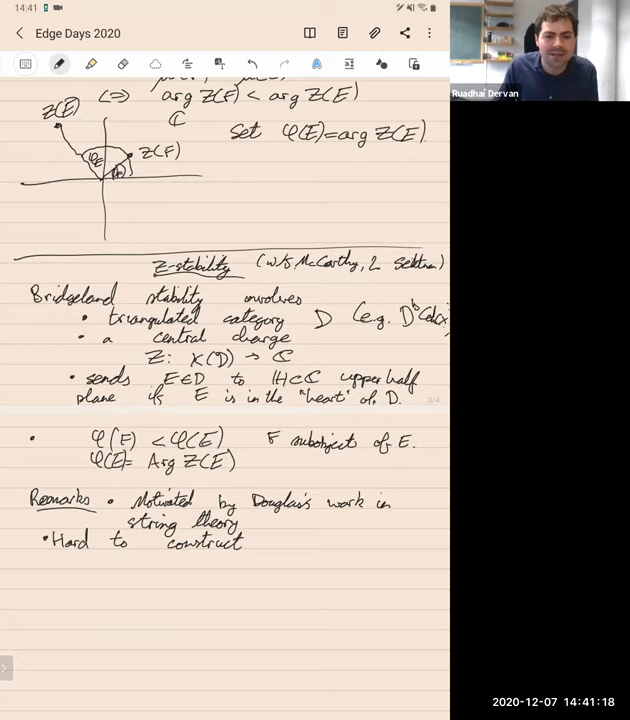 14:41
Edge Days 2020
Ruadhaí Dervan
Z(E)
⇔ arg Z(F) < arg Z(E)
ℂ
Z(F)
Set φ(E)=arg Z(E)
φE
Z-stability (w/ J. McCarthy, L. Sektnan)
Bridgeland stability involves
• triangulated category D (e.g. DᵇCoh(X)
• a central charge
Z: K(D) → ℂ
• sends E∈D to ℍ⊂ℂ upper half
plane if E is in the "heart" of D.
3/4
• φ(F) < φ(E) F subobject of E.
φ(E)= Arg Z(E)
Remarks • Motivated by Douglas's work in
string theory
• Hard to construct
2020-12-07 14:41:18